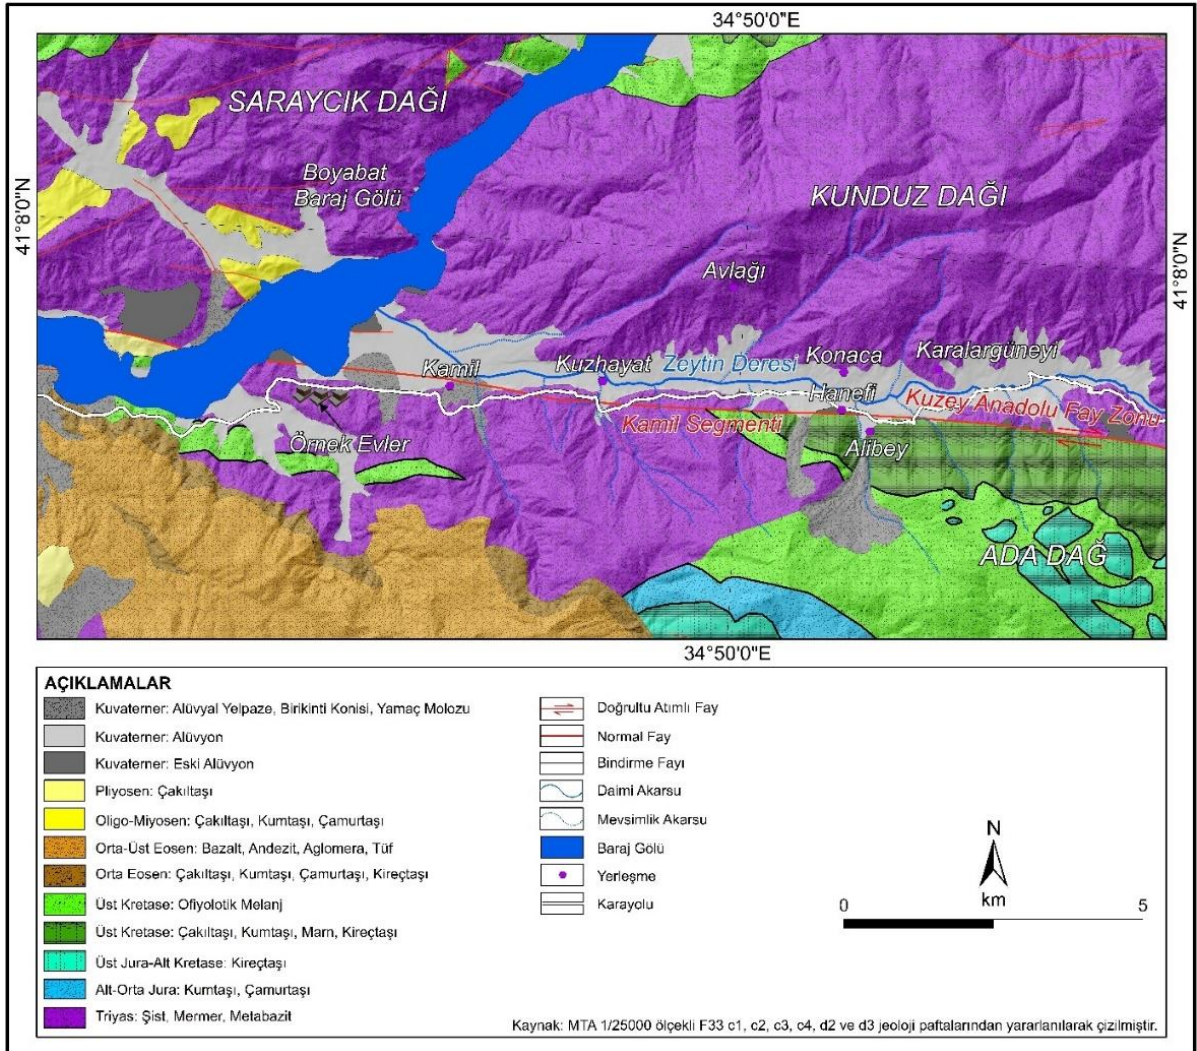 34°50'0"E
SARAYCIK DAĞI
Boyabat
Baraj Gölü
KUNDUZ DAĞI
41°8'0"N
41°8'0"N
Avlağı
Kamil
Kuzhayat
Zeytin Deresi
Konaca
Karalargüneyi
Hanefi
Kuzey Anadolu Fay Zonu
Kamil Segmenti
Örnek Evler
Alibey
ADA DAĞ
34°50'0"E
AÇIKLAMALAR
Kuvaterner: Alüvyal Yelpaze, Birikinti Konisi, Yamaç Molozu
Kuvaterner: Alüvyon
Kuvaterner: Eski Alüvyon
Pliyosen: Çakıltaşı
Oligo-Miyosen: Çakıltaşı, Kumtaşı, Çamurtaşı
Orta-Üst Eosen: Bazalt, Andezit, Aglomera, Tüf
Orta Eosen: Çakıltaşı, Kumtaşı, Çamurtaşı, Kireçtaşı
Üst Kretase: Ofiyolotik Melanj
Üst Kretase: Çakıltaşı, Kumtaşı, Marn, Kireçtaşı
Üst Jura-Alt Kretase: Kireçtaşı
Alt-Orta Jura: Kumtaşı, Çamurtaşı
Triyas: Şist, Mermer, Metabazit
Doğrultu Atımlı Fay
Normal Fay
Bindirme Fayı
Daimi Akarsu
Mevsimlik Akarsu
Baraj Gölü
Yerleşme
Karayolu
N
km
0 5
Kaynak: MTA 1/25000 ölçekli F33 c1, c2, c3, c4, d2 ve d3 jeoloji paftalarından yararlanılarak çizilmiştir.